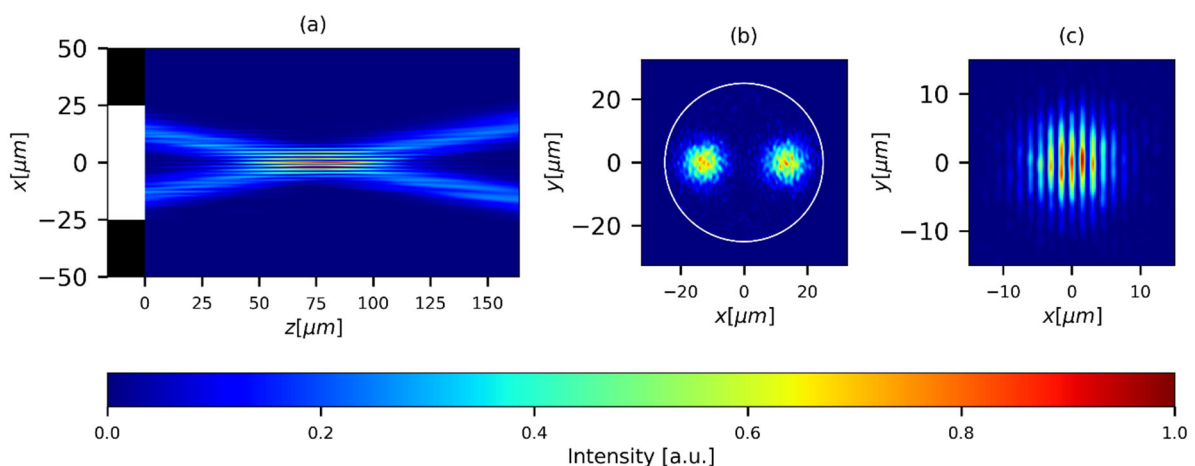 (a)
(b)
(c)
50
25
0
−25
−50
x[μm]
0 25 50 75 100 125 150
z[μm]
20
0
−20
y[μm]
−20 0 20
x[μm]
10
0
−10
y[μm]
−10 0 10
x[μm]
0.0 0.2 0.4 0.6 0.8 1.0
Intensity [a.u.]